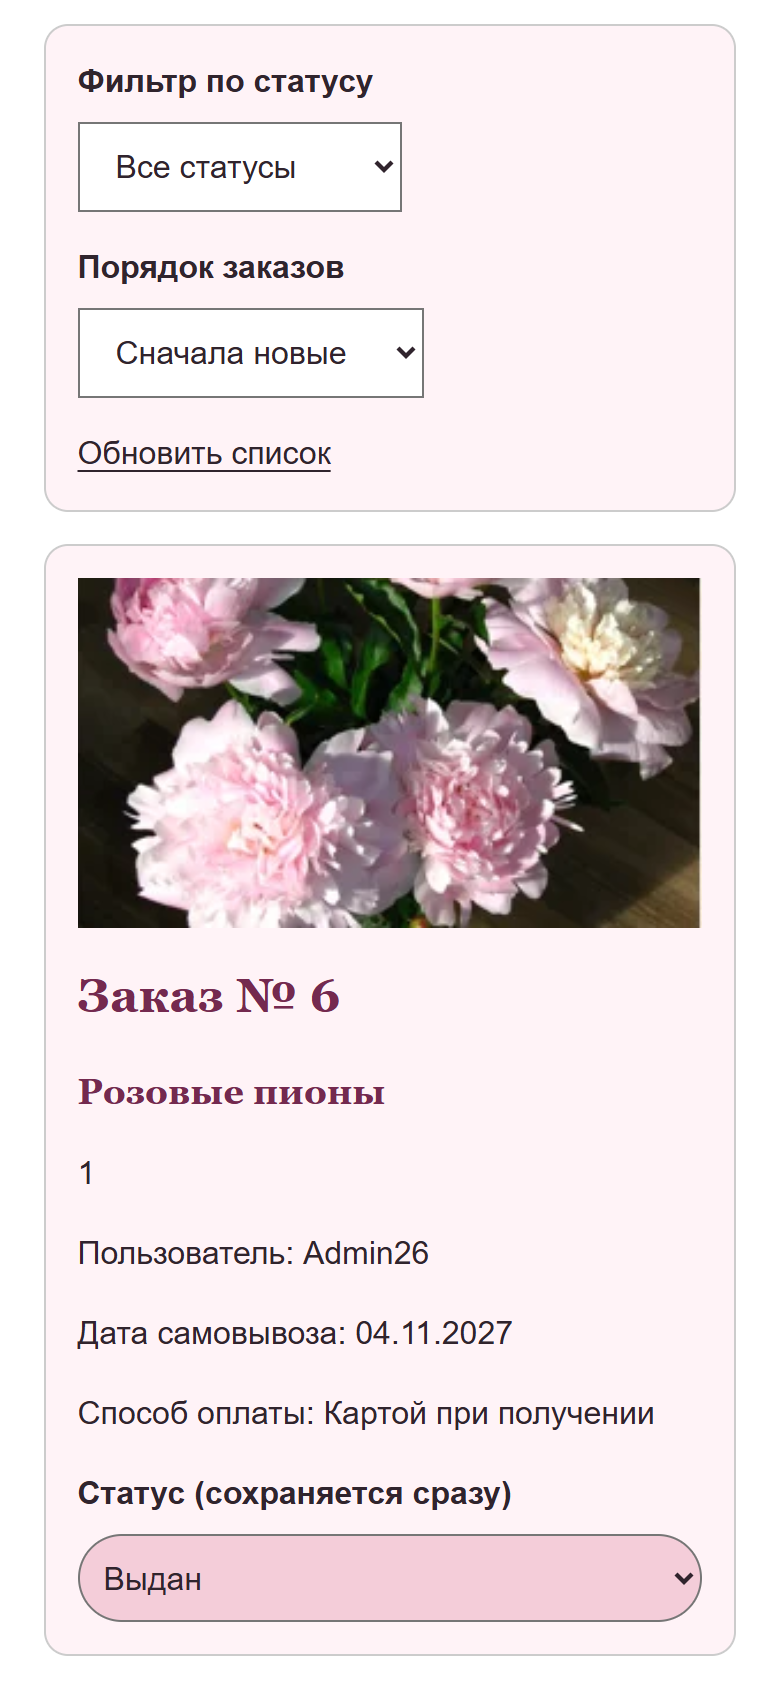 Фильтр по статусу
Все статусы
Порядок заказов
Сначала новые
Обновить список
Заказ № 6
Розовые пионы
1
Пользователь: Admin26
Дата самовывоза: 04.11.2027
Способ оплаты: Картой при получении
Статус (сохраняется сразу)
Выдан